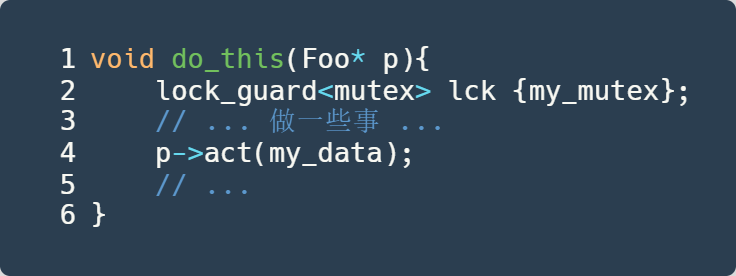 1 void do_this(Foo* p){
2     lock_guard<mutex> lck {my_mutex};
3     // ... 做一些事 ...
4     p->act(my_data);
5     // ...
6 }